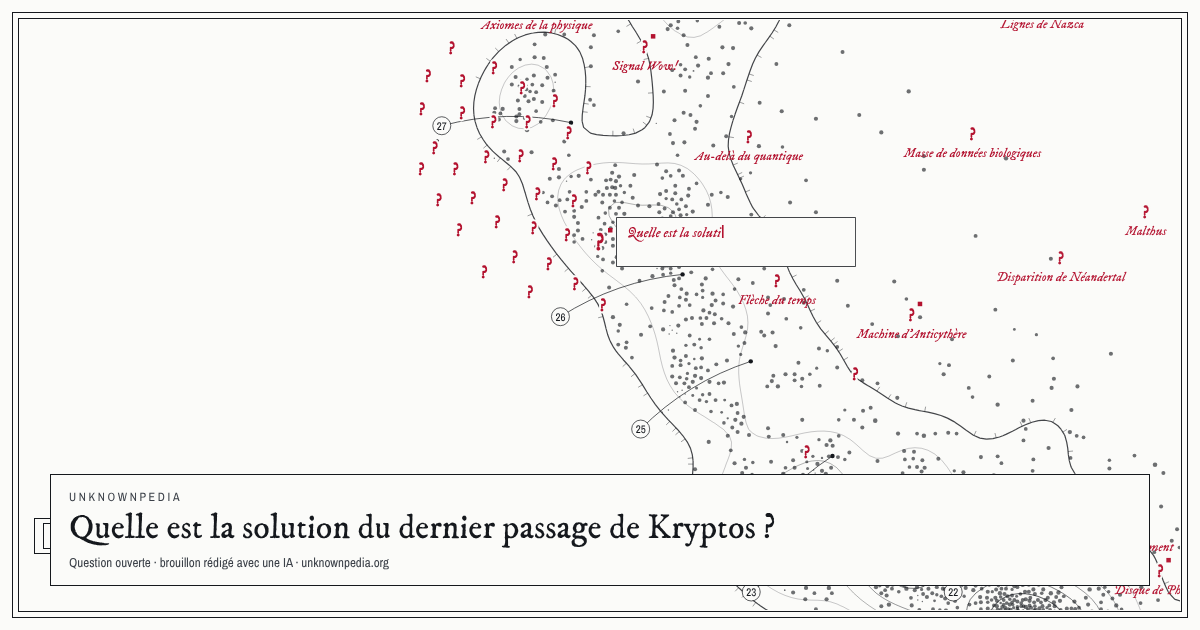 Axiomes de la physique
Lignes de Nazca
Signal Wow!
27
Au-delà du quantique
Masse de données biologiques
Quelle est la soluti
Malthus
Disparition de Néandertal
Flèche du temps
26
Machine d'Anticythère
25
UNKNOWNPEDIA
Quelle est la solution du dernier passage de Kryptos ?
Question ouverte · brouillon rédigé avec une IA · unknownpedia.org
ment
Disque de Ph
23
22